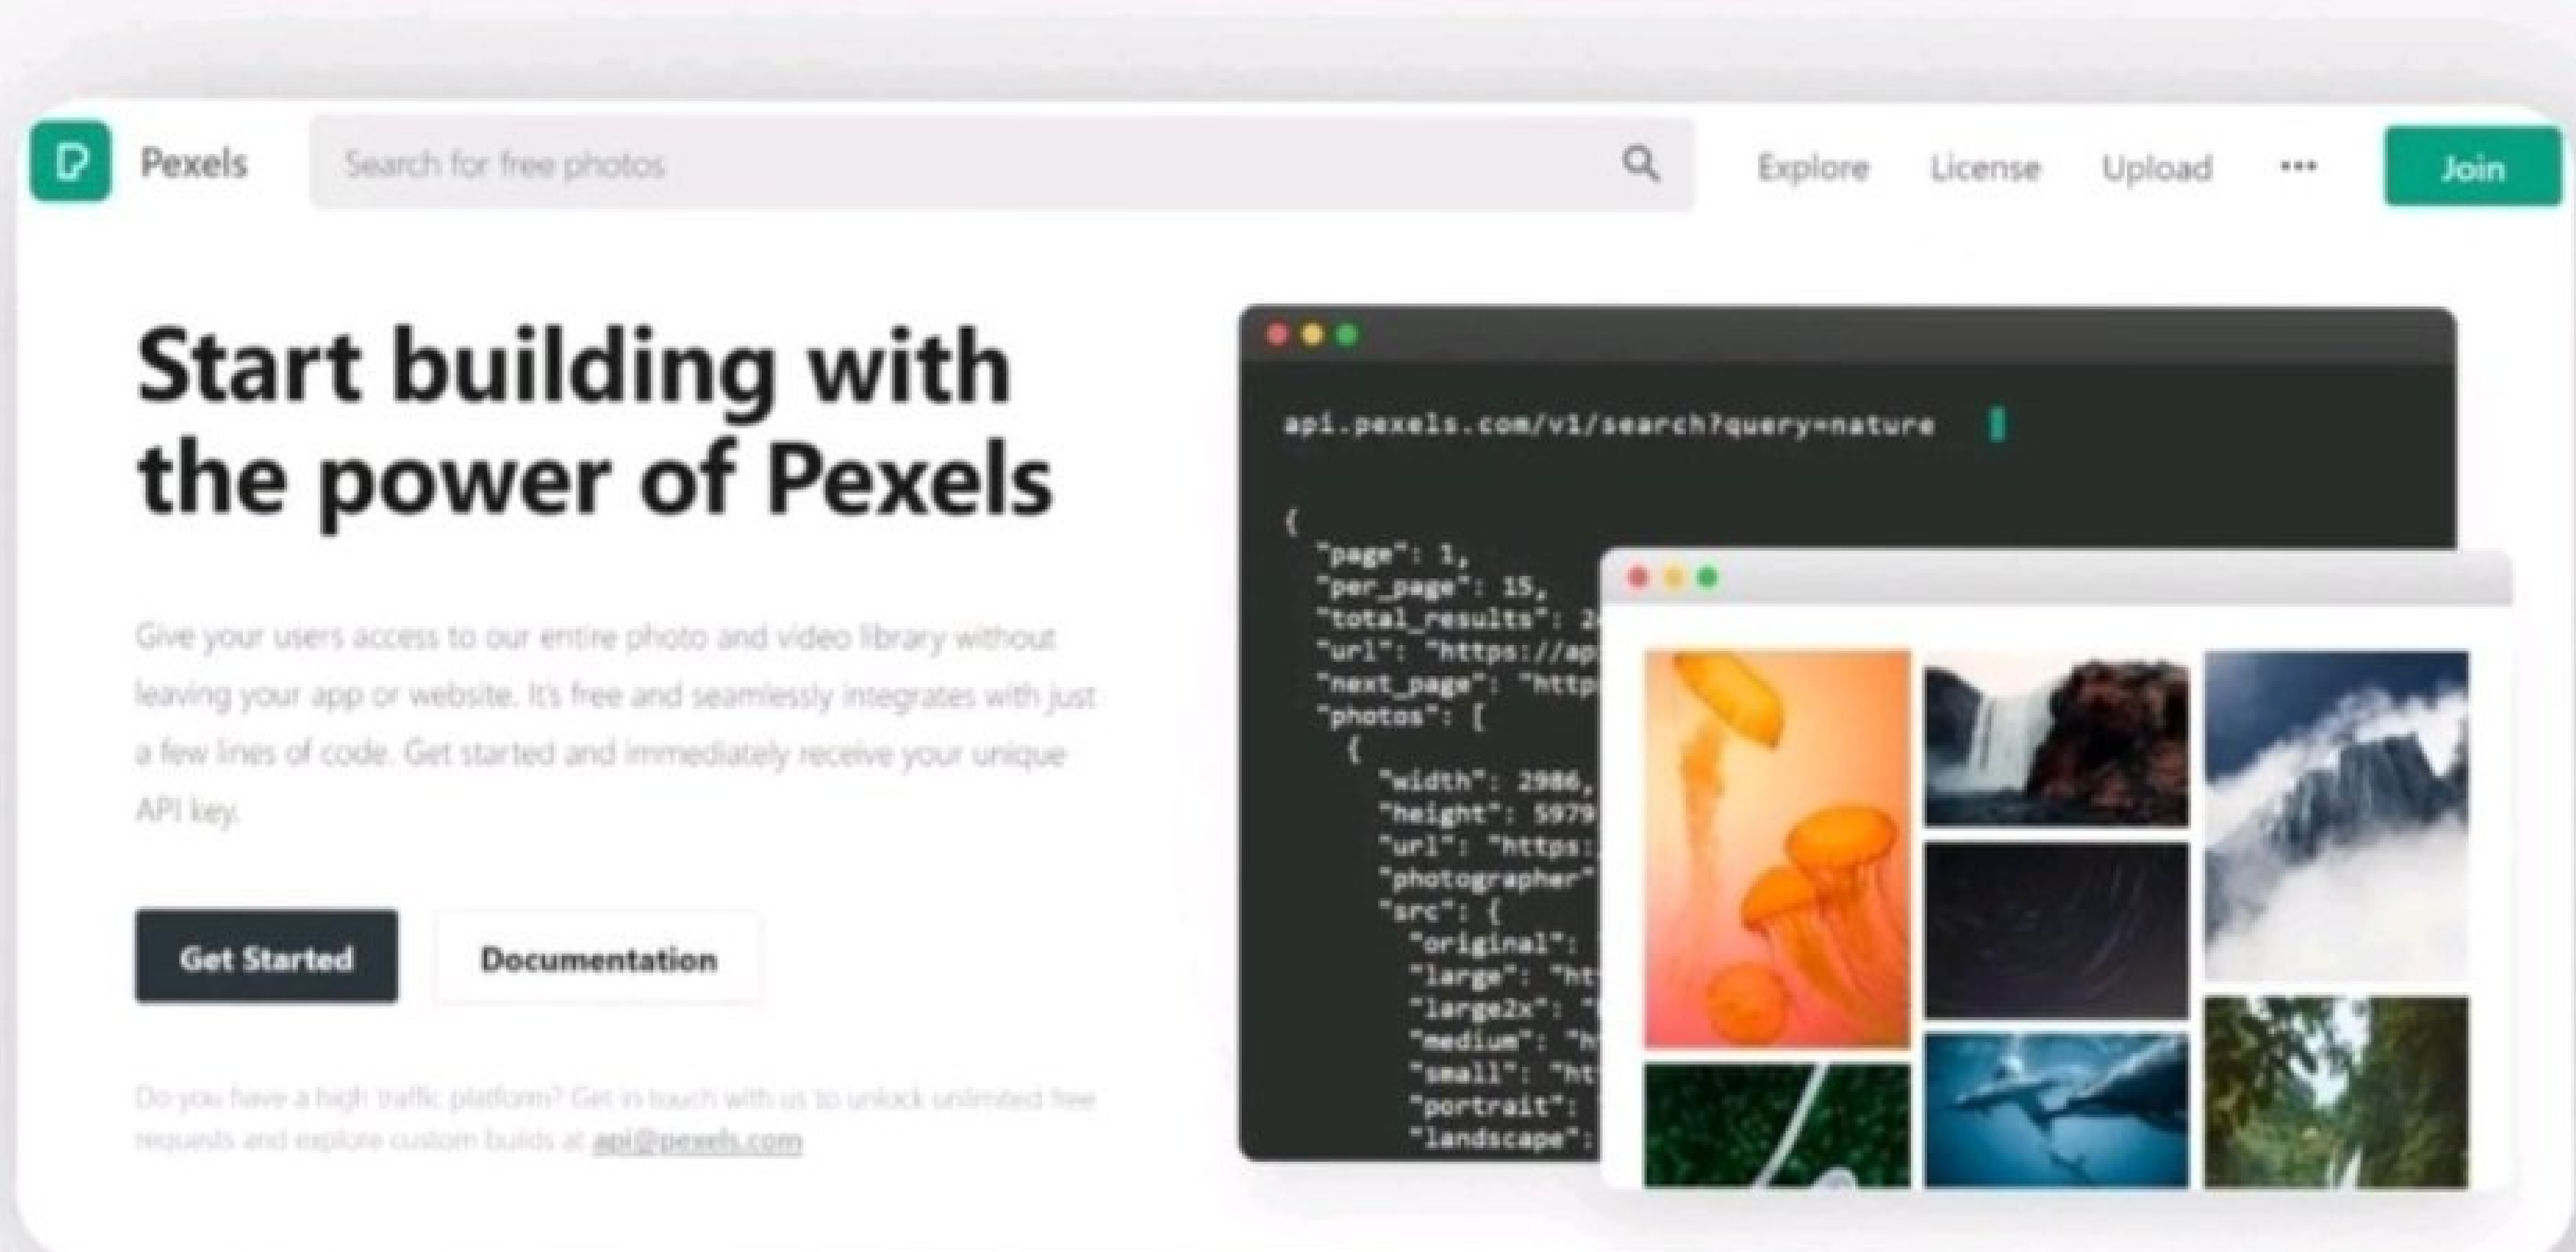 Pexels
Search for free photos
Explore
License
Upload
•••
Join
Start building with
the power of Pexels
Give your users access to our entire photo and video library without
leaving your app or website. It's free and seamlessly integrates with just
a few lines of code. Get started and immediately receive your unique
API key.
Get Started
Documentation
Do you have a high traffic platform? Get in touch with us to unlock unlimited free
requests and explore custom builds at api@pexels.com
api.pexels.com/v1/search?query=nature
{
"page": 1,
"per_page": 15,
"total_results": 2
"url": "https://ap
"next_page": "http
"photos": [
{
"width": 2986,
"height": 5979
"url": "https:
"photographer"
"src": {
"original":
"large": "ht
"large2x": "
"medium": "h
"small": "ht
"portrait":
"landscape":